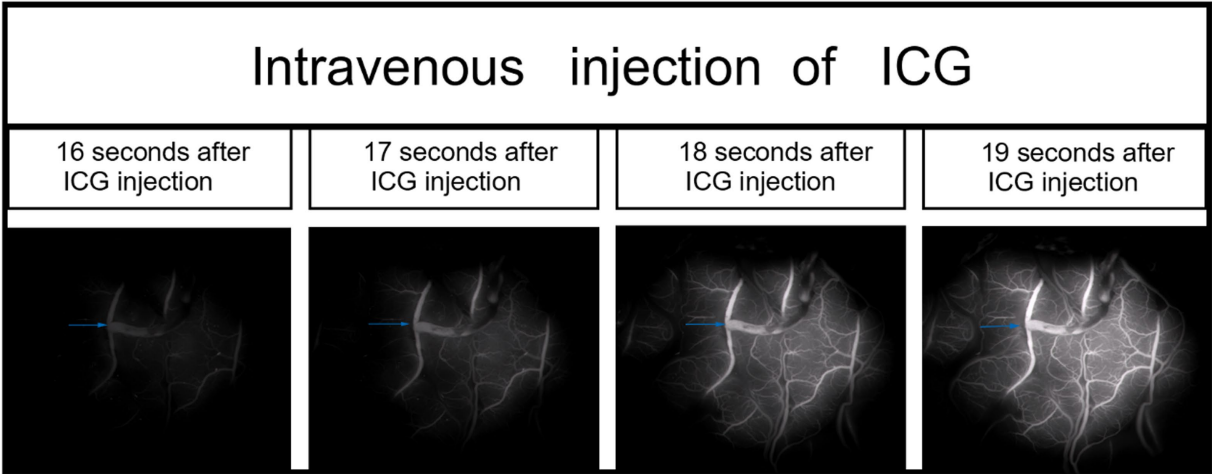 Intravenous injection of ICG
16 seconds after
ICG injection
17 seconds after
ICG injection
18 seconds after
ICG injection
19 seconds after
ICG injection